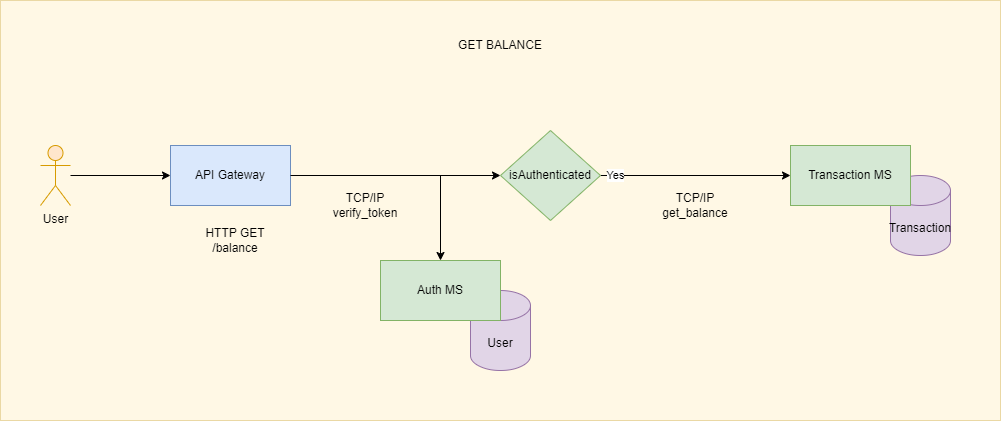 GET BALANCE
User
API Gateway
HTTP GET
/balance
TCP/IP
verify_token
isAuthenticated
Yes
TCP/IP
get_balance
Transaction MS
Transaction
Auth MS
User